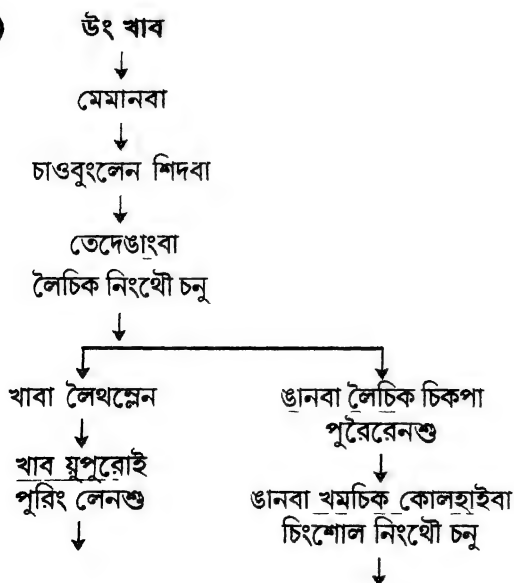 )
উং খাব
মেমানবা
চাওবুংলেন শিদবা
তেদেঙাংবা
লৈচিক নিংথৌ চনু
খাবা লৈথম্লেন
ঙানবা লৈচিক চিকপা
পুরৈরেনশু
খাব য়ুপুরোই
পুরিং লেনশু
ঙানবা খমচিক কোলহাইবা
চিংশোল নিংথৌ চনু